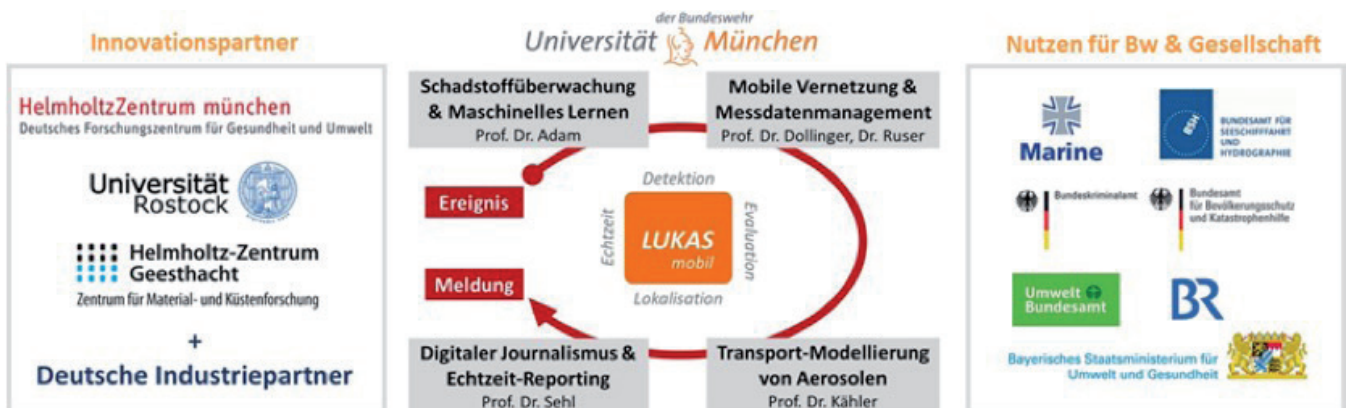 Innovationspartner
HelmholtzZentrum münchen
Deutsches Forschungszentrum für Gesundheit und Umwelt
Universität
Rostock
Helmholtz-Zentrum
Geesthacht
Zentrum für Material- und Küstenforschung
+
Deutsche Industriepartner
der Bundeswehr
Universität München
Schadstoffüberwachung
& Maschinelles Lernen
Prof. Dr. Adam
Mobile Vernetzung &
Messdatenmanagement
Prof. Dr. Dollinger, Dr. Ruser
Ereignis
Meldung
Detektion
Echtzeit
Evaluation
LUKAS
mobil
Lokalisation
Digitaler Journalismus &
Echtzeit-Reporting
Prof. Dr. Sehl
Transport-Modellierung
von Aerosolen
Prof. Dr. Kähler
Nutzen für Bw & Gesellschaft
Marine
BSH
BUNDESAMT FÜR
SEESCHIFFFAHRT
UND
HYDROGRAPHIE
Bundeskriminalamt
Bundesamt
für Bevölkerungsschutz
und Katastrophenhilfe
Umwelt
Bundesamt
BR
Bayerisches Staatsministerium für
Umwelt und Gesundheit